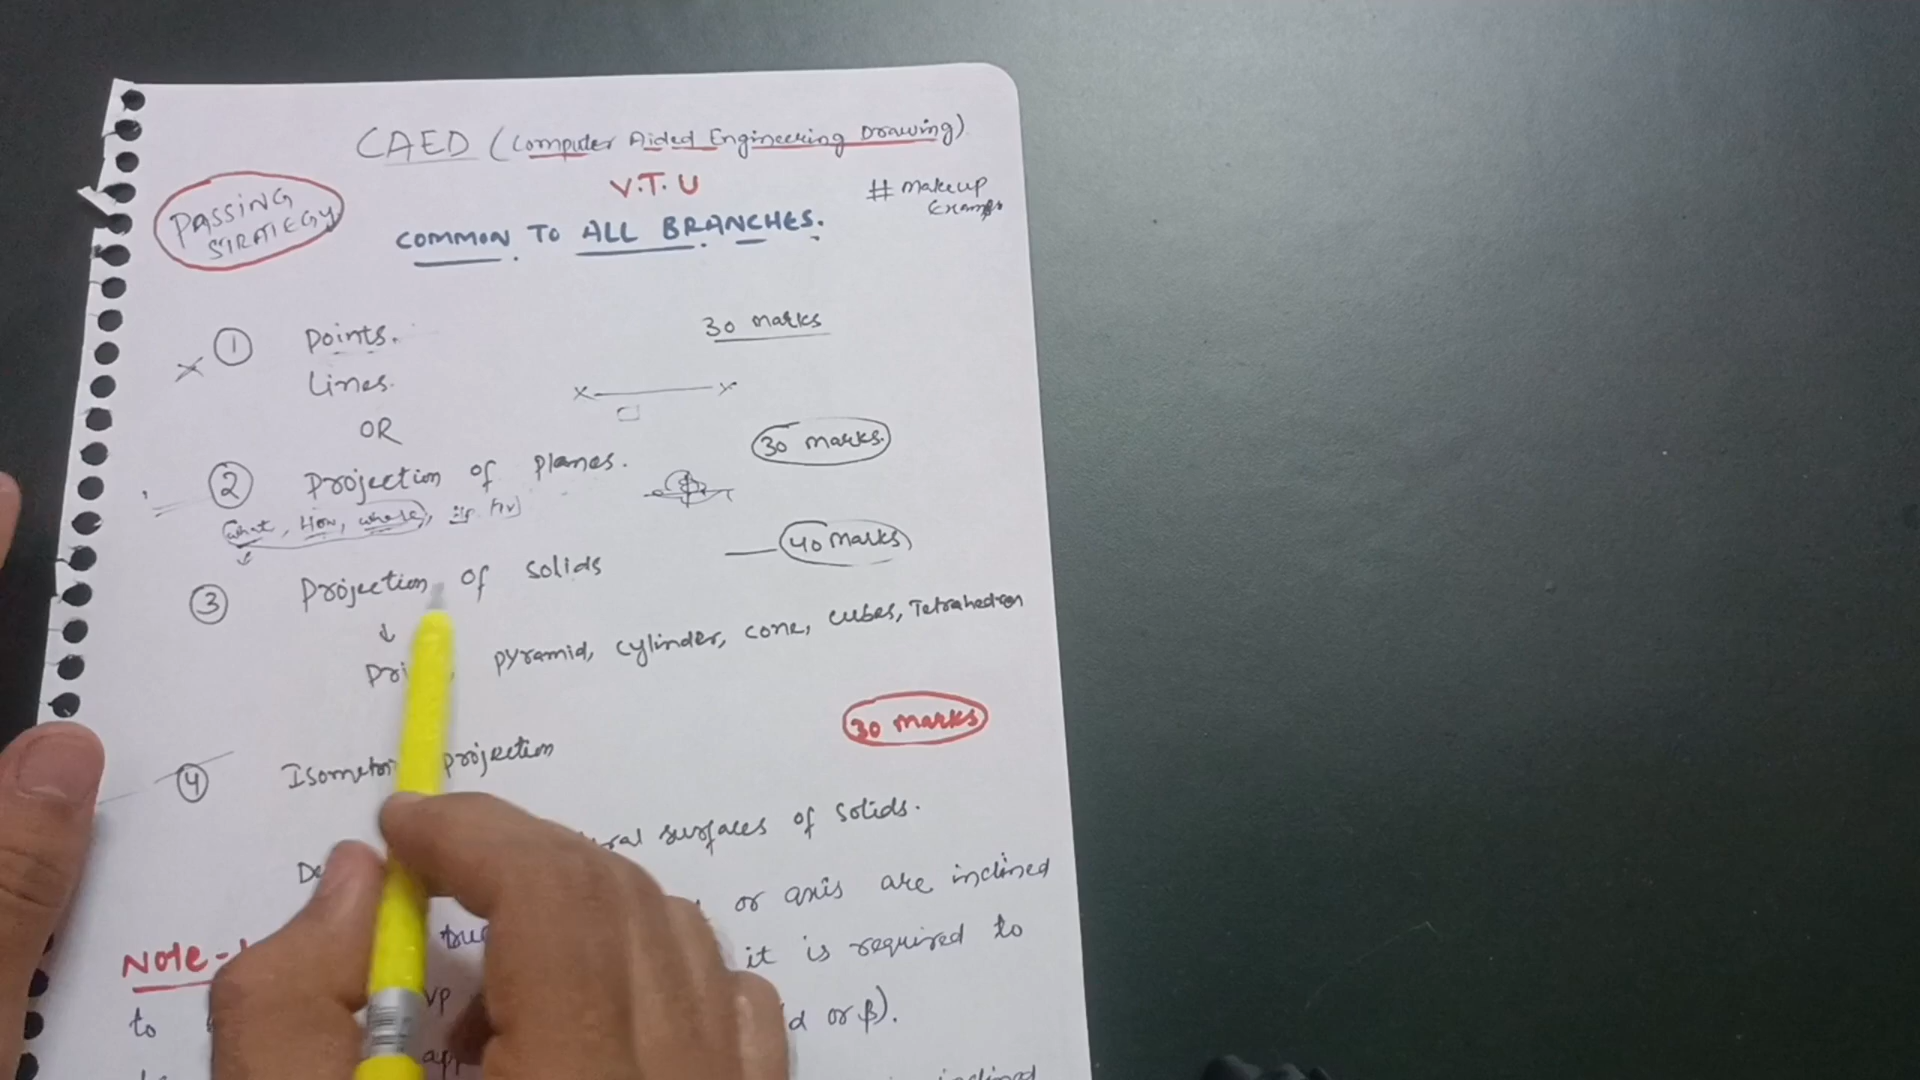 CAED (Computer Aided Engineering Drawing)
V.T.U
# makeup
Exams
PASSING
STRATEGY
COMMON TO ALL BRANCHES.
① Points. 30 marks
Lines.
OR
② Projection of planes. 30 marks
What, How, where,
③ Projection of solids 40 marks
pyramid, cylinder, cone, cubes, Tetrahedron
30 marks
④ projection
surfaces of solids.
or axis are inclined
Note-
it is required to
to VP or β).
inclined